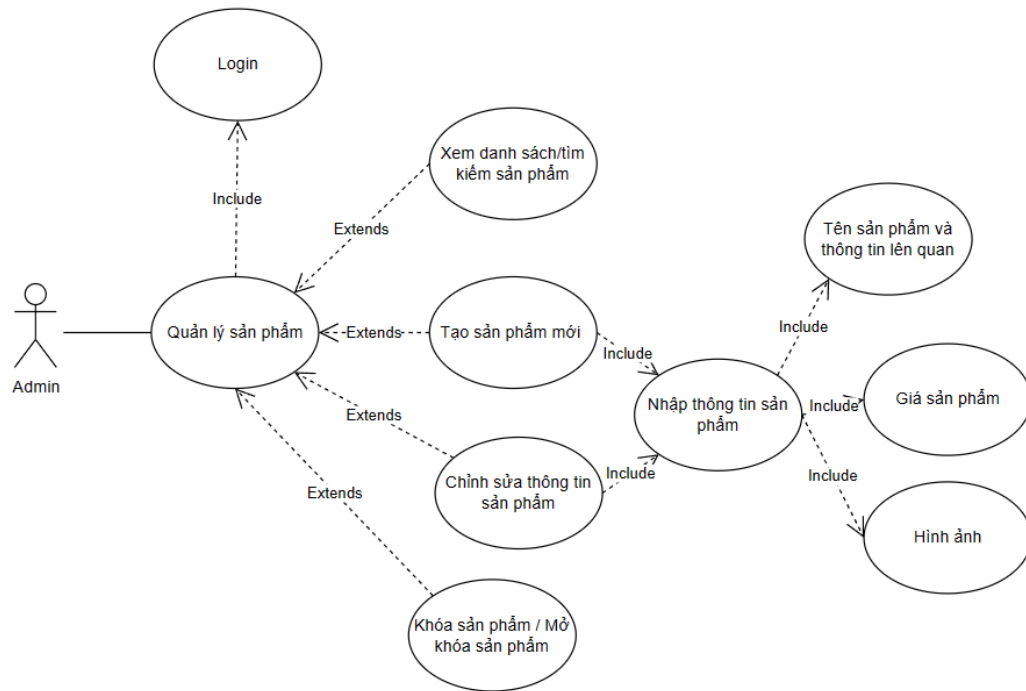 Login
Xem danh sách/tìm
kiếm sản phẩm
Include
Extends
Tên sản phẩm và
thông tin lên quan
Admin
Quản lý sản phẩm
Extends
Tạo sản phẩm mới
Include
Include
Nhập thông tin sản
phẩm
Include
Giá sản phẩm
Extends
Chỉnh sửa thông tin
sản phẩm
Include
Include
Extends
Hình ảnh
Khóa sản phẩm / Mở
khóa sản phẩm